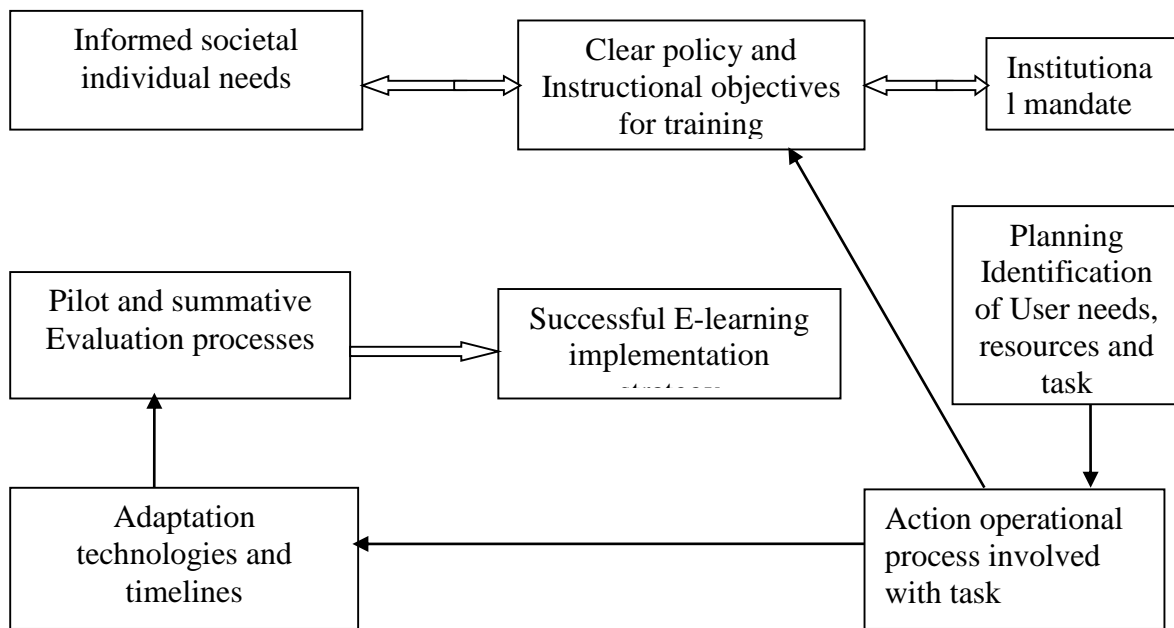 Informed societal
individual needs
Clear policy and
Instructional objectives
for training
Institutiona
l mandate
Planning
Identification
of User needs,
resources and
task
Pilot and summative
Evaluation processes
Successful E-learning
implementation
Adaptation
technologies and
timelines
Action operational
process involved
with task